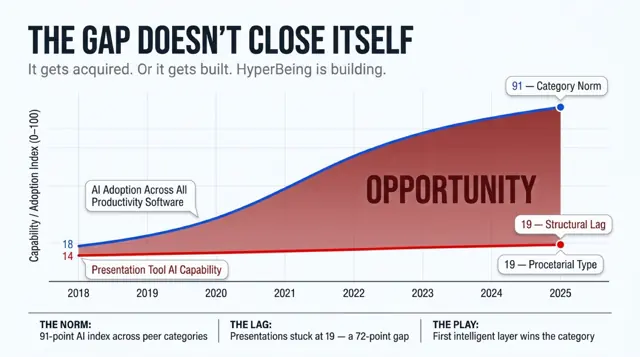 THE GAP DOESN'T CLOSE ITSELF
It gets acquired. Or it gets built. HyperBeing is building.
91 — Category Norm
Capability / Adoption Index (0–100)
AI Adoption Across All
Productivity Software
OPPORTUNITY
19 — Structural Lag
18
14
Presentation Tool AI Capability
19 — Proceterial Type
2018
2019
2020
2021
2022
2023
2024
2025
THE NORM:
91-point AI index across peer categories
THE LAG:
Presentations stuck at 19 — a 72-point gap
THE PLAY:
First intelligent layer wins the category